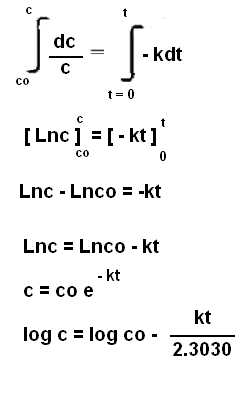 ∫ c co dc/c = ∫ t t = 0 - kdt
[ Lnc ] c co = [ - kt ] t 0
Lnc - Lnco = -kt
Lnc = Lnco - kt
c = co e - kt
log c = log co - kt / 2.3030